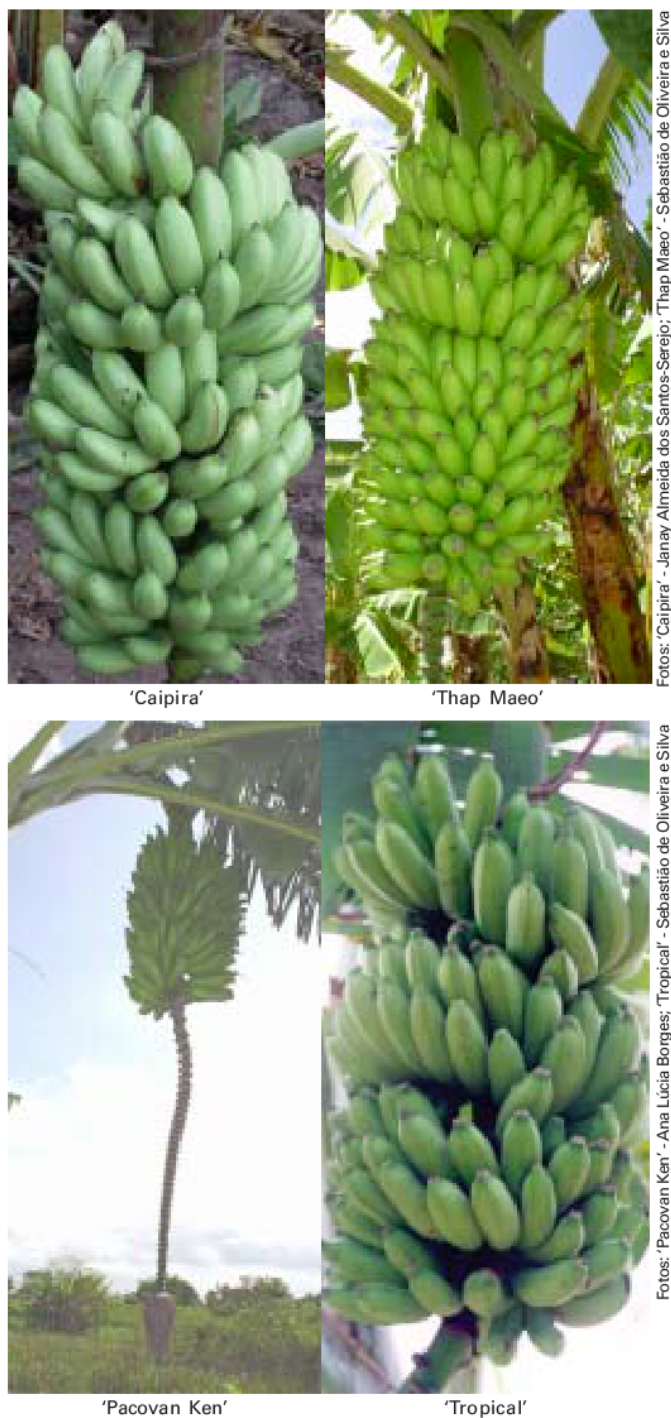 'Caipira'
'Thap Maeo'
Fotos: 'Caipira' - Janay Almeida dos Santos-Serejo; 'Thap Maeo' - Sebastião de Oliveira e Silva
'Pacovan Ken'
'Tropical'
Fotos: 'Pacovan Ken' - Ana Lúcia Borges; 'Tropical' - Sebastião de Oliveira e Silva